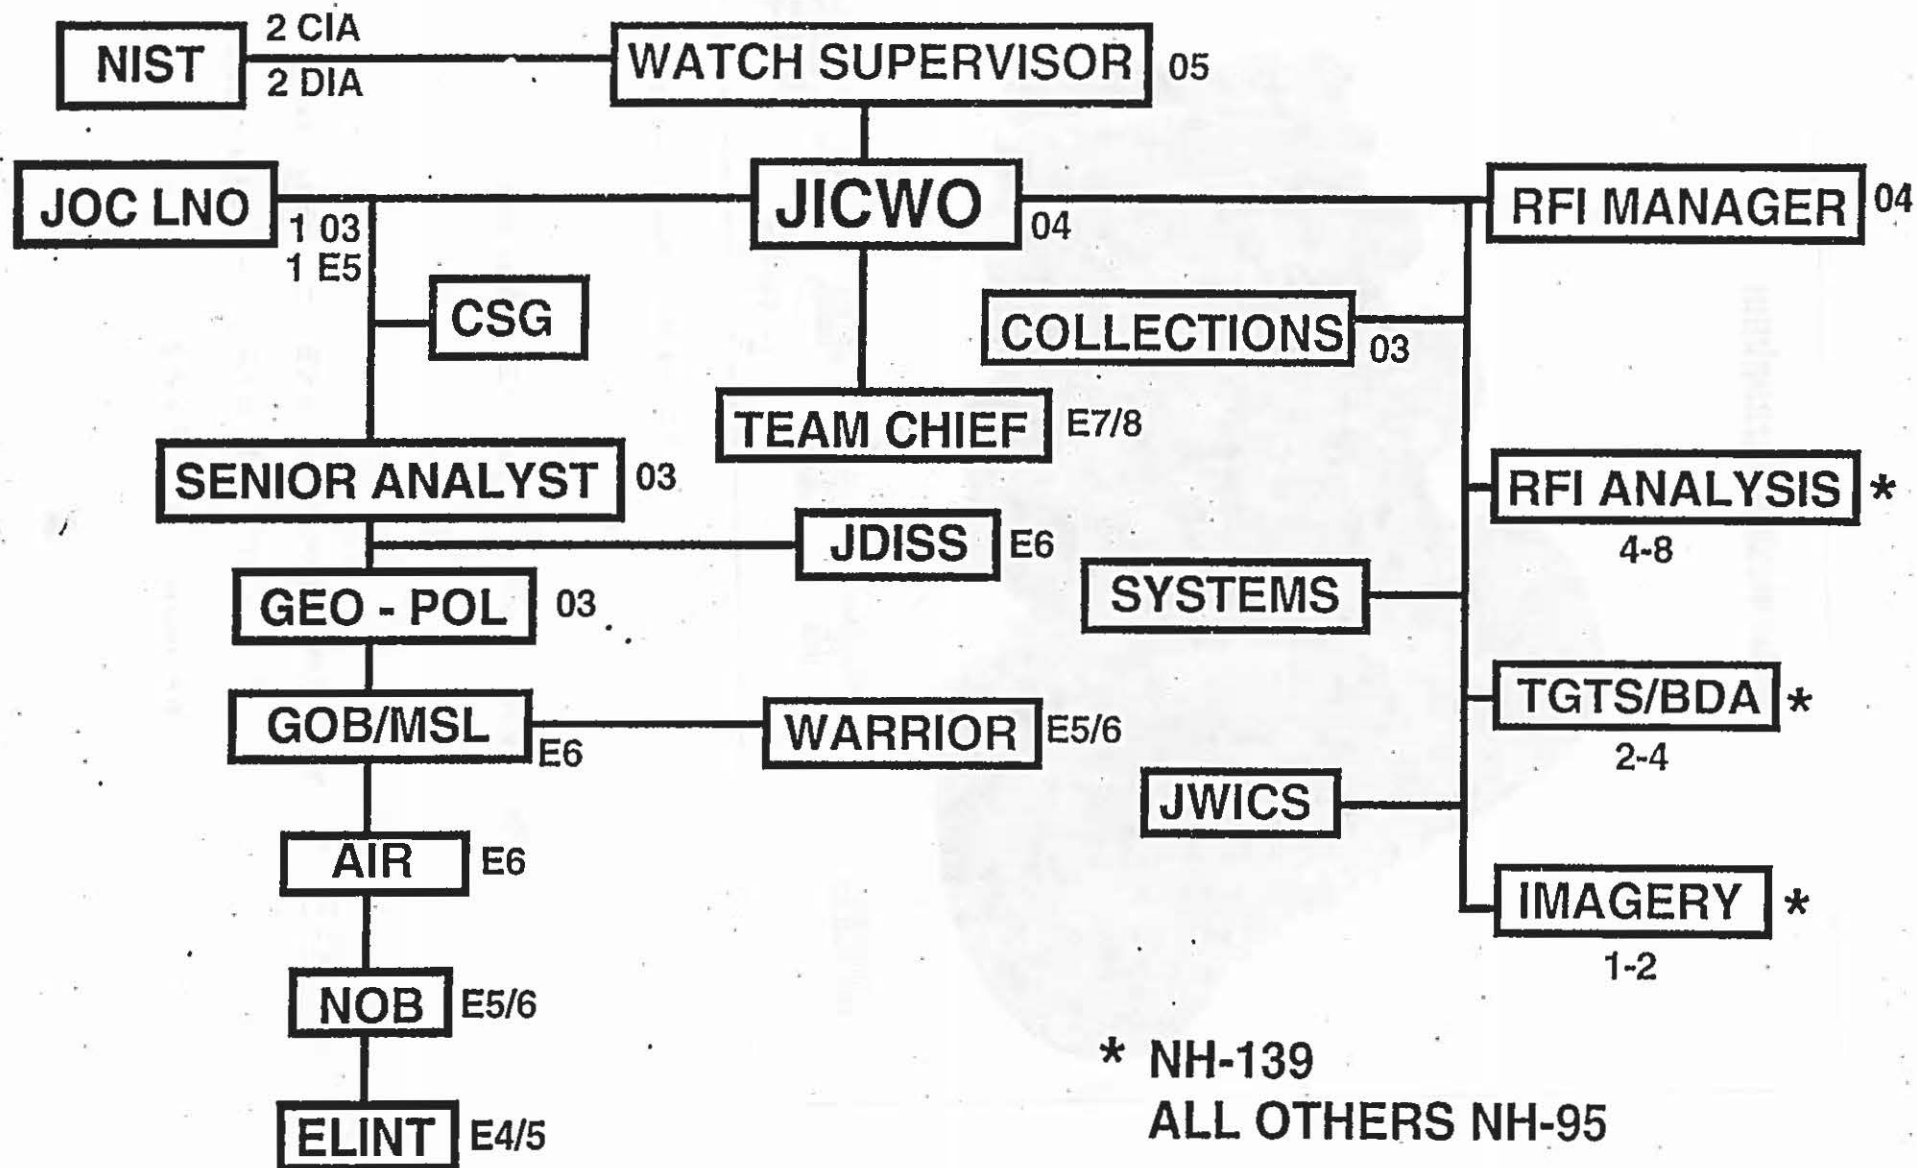 NIST
2 CIA
2 DIA
WATCH SUPERVISOR
05
JOC LNO
1 03
1 E5
JICWO
04
RFI MANAGER
04
CSG
COLLECTIONS
03
TEAM CHIEF
E7/8
SENIOR ANALYST
03
RFI ANALYSIS *
4-8
JDISS
E6
GEO - POL
03
SYSTEMS
GOB/MSL
E6
WARRIOR
E5/6
TGTS/BDA *
2-4
JWICS
AIR
E6
IMAGERY *
1-2
NOB
E5/6
ELINT
E4/5
* NH-139
ALL OTHERS NH-95